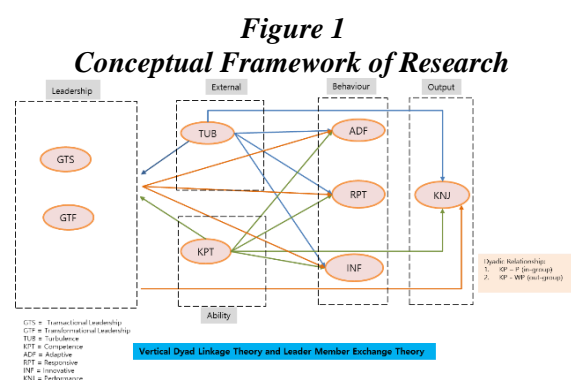 Figure 1
Conceptual Framework of Research
Leadership
External
Behaviour
Output
TUB
ADF
GTS
RPT
KNJ
GTF
KPT
INF
Ability
Dyadic Relationship
1. KP – P (in-group)
2. KP – WP (out-group)
GTS = Transactional Leadership
GTF = Transformational Leadership
TUB = Turbulence
KPT = Competence
ADF = Adaptive
RPT = Responsive
INF = Innovative
KNJ = Performance
Vertical Dyad Linkage Theory and Leader Member Exchange Theory